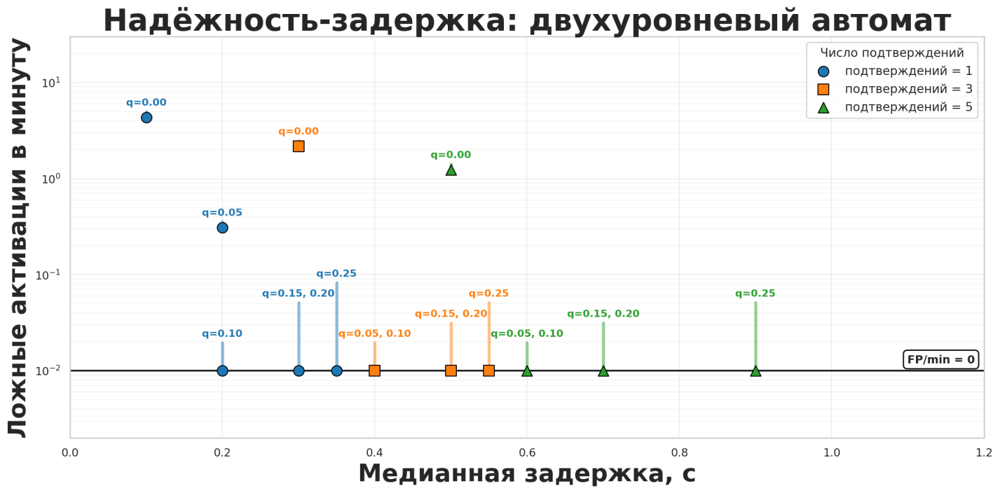 Надёжность-задержка: двухуровневый автомат
Ложные активации в минуту
Число подтверждений
подтверждений = 1
подтверждений = 3
подтверждений = 5
10¹
10⁰
10⁻¹
10⁻²
q=0.00
q=0.00
q=0.00
q=0.05
q=0.25
q=0.15, 0.20
q=0.25
q=0.25
q=0.15, 0.20
q=0.15, 0.20
q=0.10
q=0.05, 0.10
q=0.05, 0.10
FP/min = 0
0.0 0.2 0.4 0.6 0.8 1.0 1.2
Медианная задержка, с